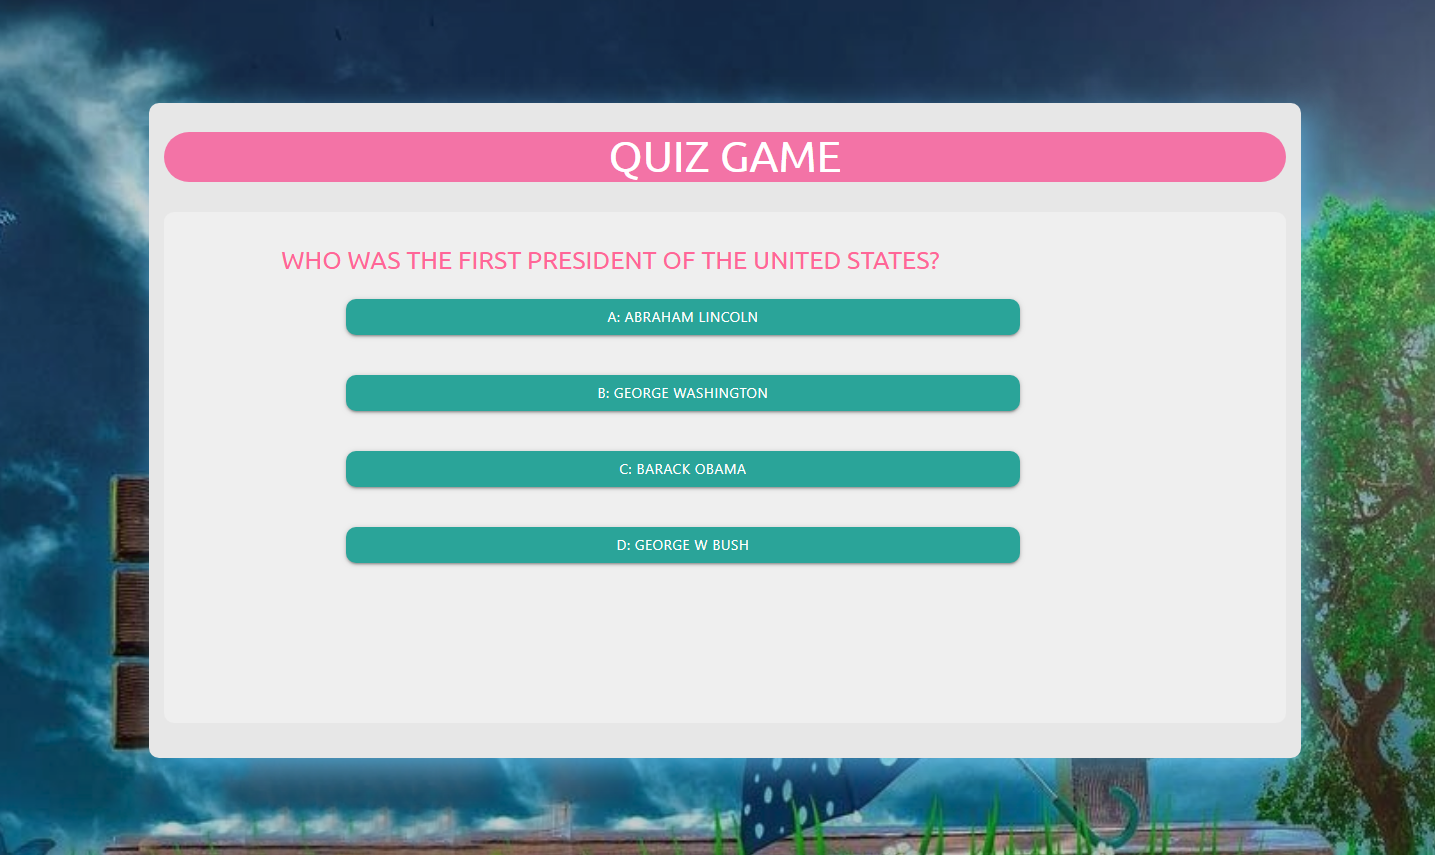 QUIZ GAME
WHO WAS THE FIRST PRESIDENT OF THE UNITED STATES?
A: ABRAHAM LINCOLN
B: GEORGE WASHINGTON
C: BARACK OBAMA
D: GEORGE W BUSH